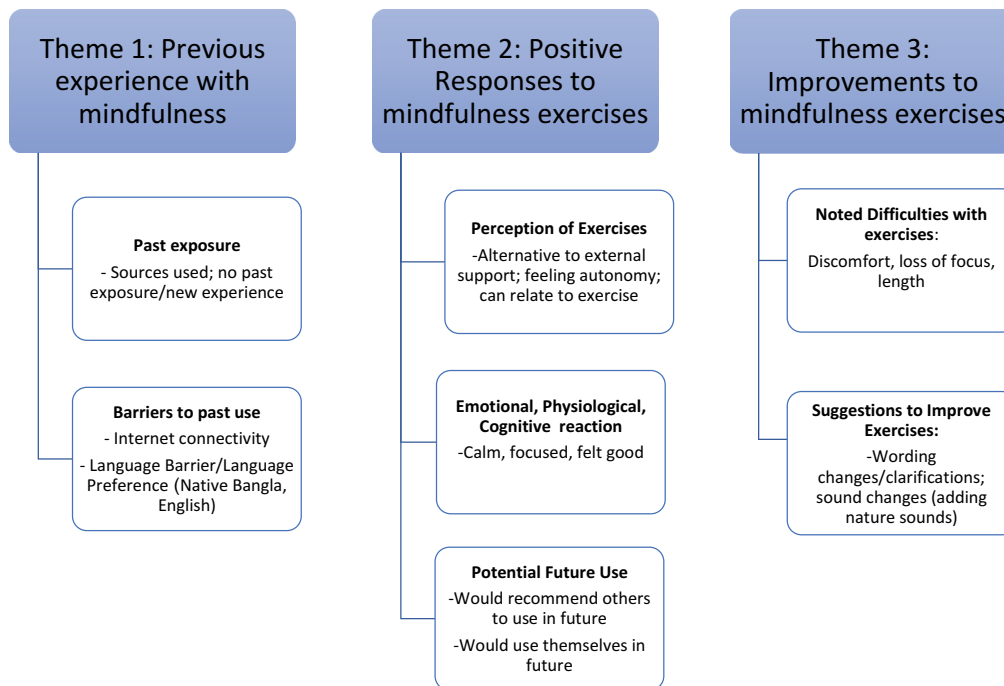 Theme 1: Previous
experience with
mindfulness
Past exposure
- Sources used; no past
exposure/new experience
Barriers to past use
- Internet connectivity
- Language Barrier/Language
Preference (Native Bangla,
English)
Theme 2: Positive
Responses to
mindfulness exercises
Perception of Exercises
-Alternative to external
support; feeling autonomy;
can relate to exercise
Emotional, Physiological,
Cognitive reaction
-Calm, focused, felt good
Potential Future Use
-Would recommend others
to use in future
-Would use themselves in
future
Theme 3:
Improvements to
mindfulness exercises
Noted Difficulties with
exercises:
Discomfort, loss of focus,
length
Suggestions to Improve
Exercises:
-Wording
changes/clarifications;
sound changes (adding
nature sounds)